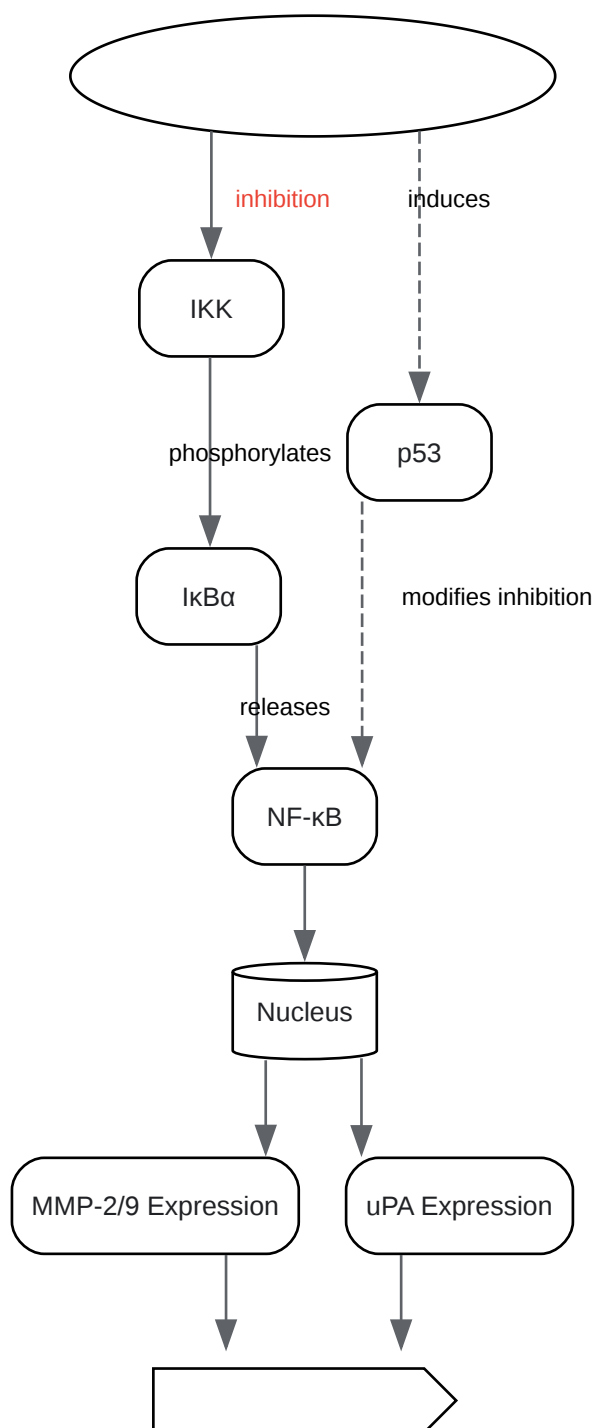 inhibition
induces
IKK
phosphorylates
p53
IκBα
modifies inhibition
releases
NF-κB
Nucleus
MMP-2/9 Expression
uPA Expression